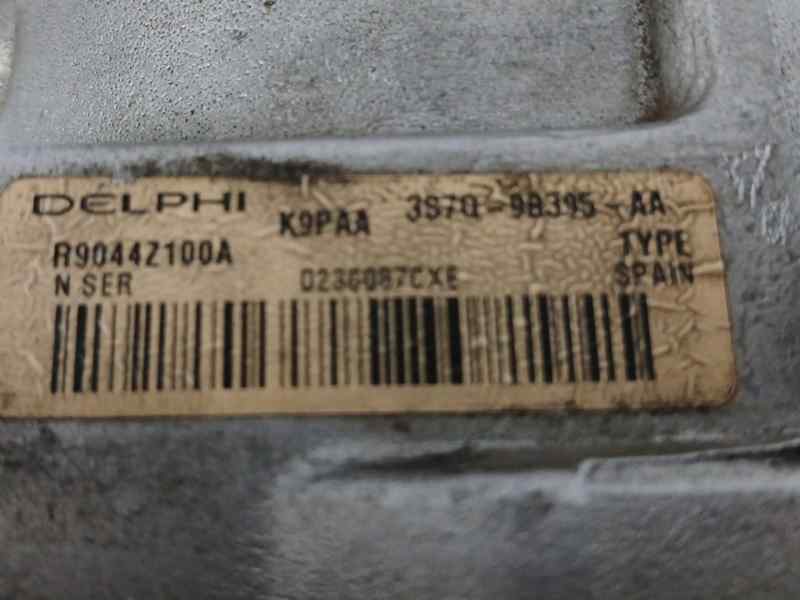 DELPHI K9PAA 3S7Q-9B395-AA
R9044Z100A TYPE
N SER 0236087CXE SPAIN